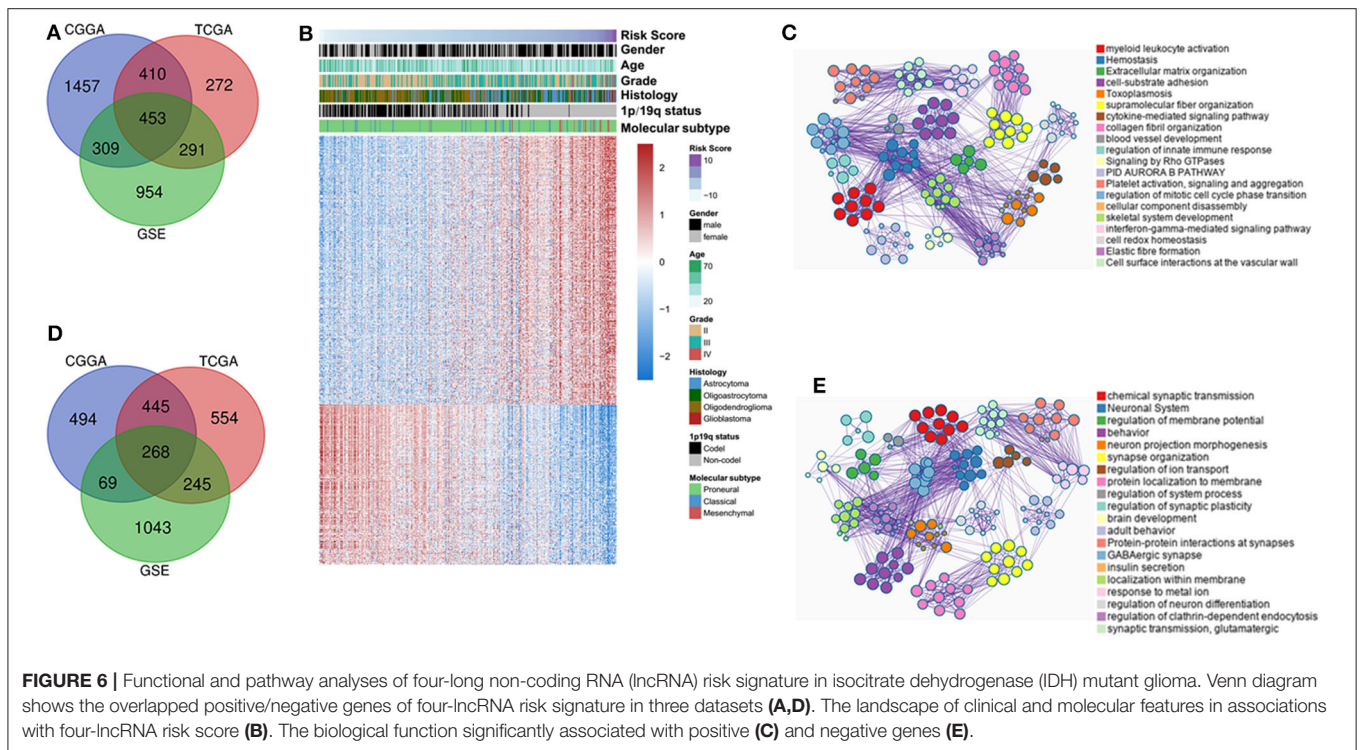 A
CGGA
TCGA
1457
410
272
453
309
291
954
GSE
B
Risk Score
Gender
Age
Grade
Histology
1p/19q status
Molecular subtype
2
1
0
−1
−2
Risk Score
10
−10
Gender
male
female
Age
70
20
Grade
II
III
IV
Histology
Astrocytoma
Oligoastrocytoma
Oligodendroglioma
Glioblastoma
1p19q status
Codel
Non-codel
Molecular subtype
Proneural
Classical
Mesenchymal
C
myeloid leukocyte activation
Hemostasis
Extracellular matrix organization
cell-substrate adhesion
Toxoplasmosis
supramolecular fiber organization
cytokine-mediated signaling pathway
collagen fibril organization
blood vessel development
regulation of innate immune response
Signaling by Rho GTPases
PID AURORA B PATHWAY
Platelet activation, signaling and aggregation
regulation of mitotic cell cycle phase transition
cellular component disassembly
skeletal system development
interferon-gamma-mediated signaling pathway
cell redox homeostasis
Elastic fibre formation
Cell surface interactions at the vascular wall
D
CGGA
TCGA
494
445
554
268
69
245
1043
GSE
E
chemical synaptic transmission
Neuronal System
regulation of membrane potential
behavior
neuron projection morphogenesis
synapse organization
regulation of ion transport
protein localization to membrane
regulation of system process
regulation of synaptic plasticity
brain development
adult behavior
Protein-protein interactions at synapses
GABAergic synapse
insulin secretion
localization within membrane
response to metal ion
regulation of neuron differentiation
regulation of clathrin-dependent endocytosis
synaptic transmission, glutamatergic
FIGURE 6 | Functional and pathway analyses of four-long non-coding RNA (lncRNA) risk signature in isocitrate dehydrogenase (IDH) mutant glioma. Venn diagram
shows the overlapped positive/negative genes of four-lncRNA risk signature in three datasets (A,D). The landscape of clinical and molecular features in associations
with four-lncRNA risk score (B). The biological function significantly associated with positive (C) and negative genes (E).